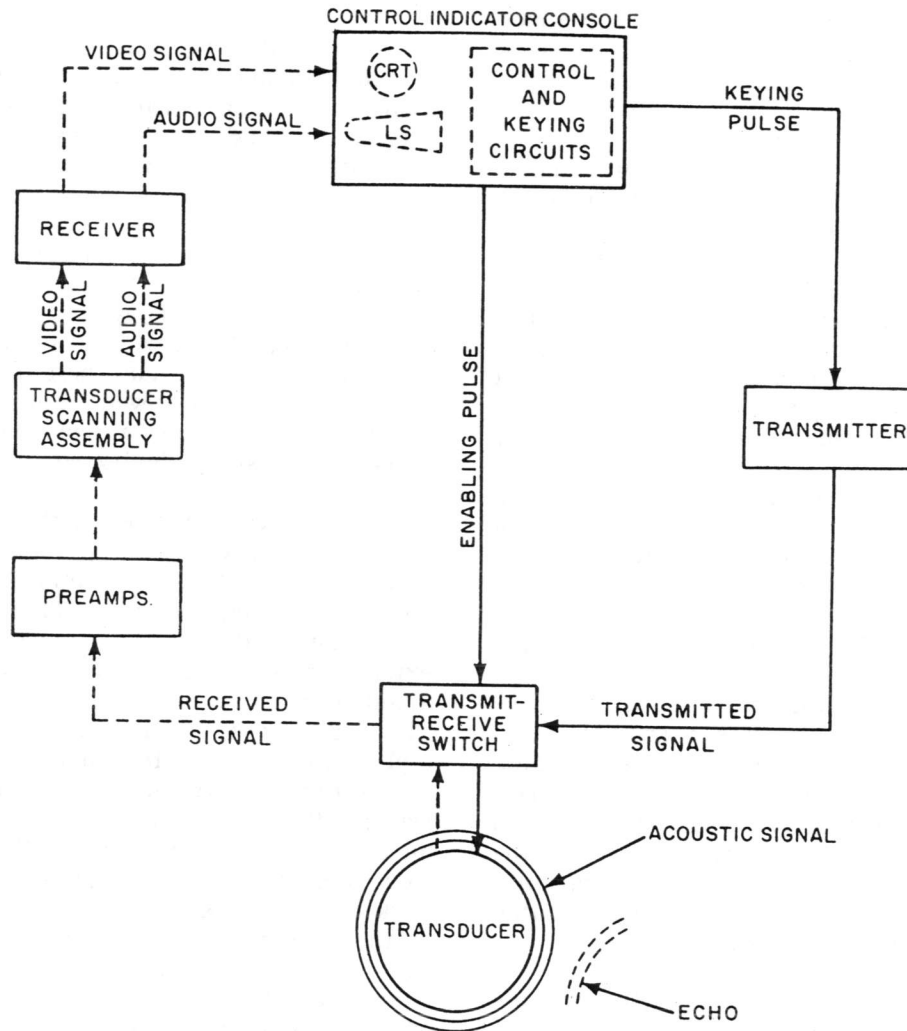 CONTROL INDICATOR CONSOLE
VIDEO SIGNAL
CRT
CONTROL
AND
KEYING
CIRCUITS
KEYING
PULSE
AUDIO SIGNAL
LS
RECEIVER
VIDEO
SIGNAL
AUDIO
SIGNAL
TRANSDUCER
SCANNING
ASSEMBLY
ENABLING PULSE
TRANSMITTER
PREAMPS.
RECEIVED
SIGNAL
TRANSMIT-
RECEIVE
SWITCH
TRANSMITTED
SIGNAL
ACOUSTIC SIGNAL
TRANSDUCER
ECHO